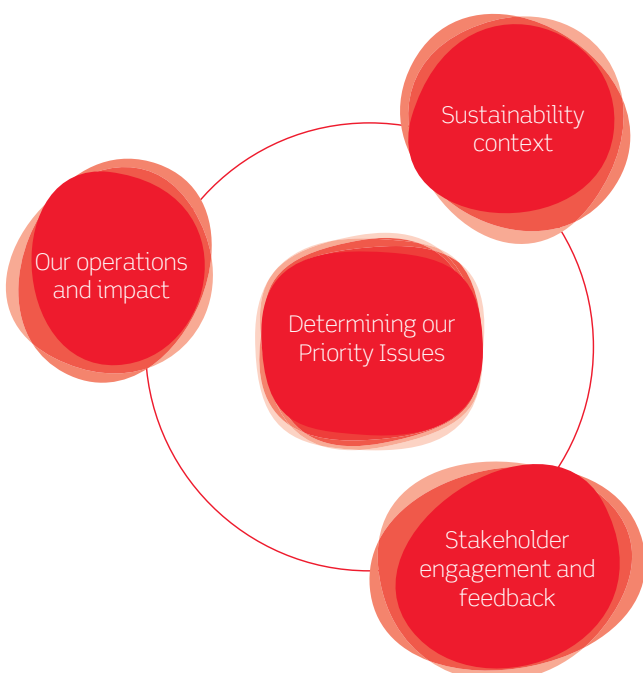 Sustainability
context
Our operations
and impact
Determining our
Priority Issues
Stakeholder
engagement and
feedback